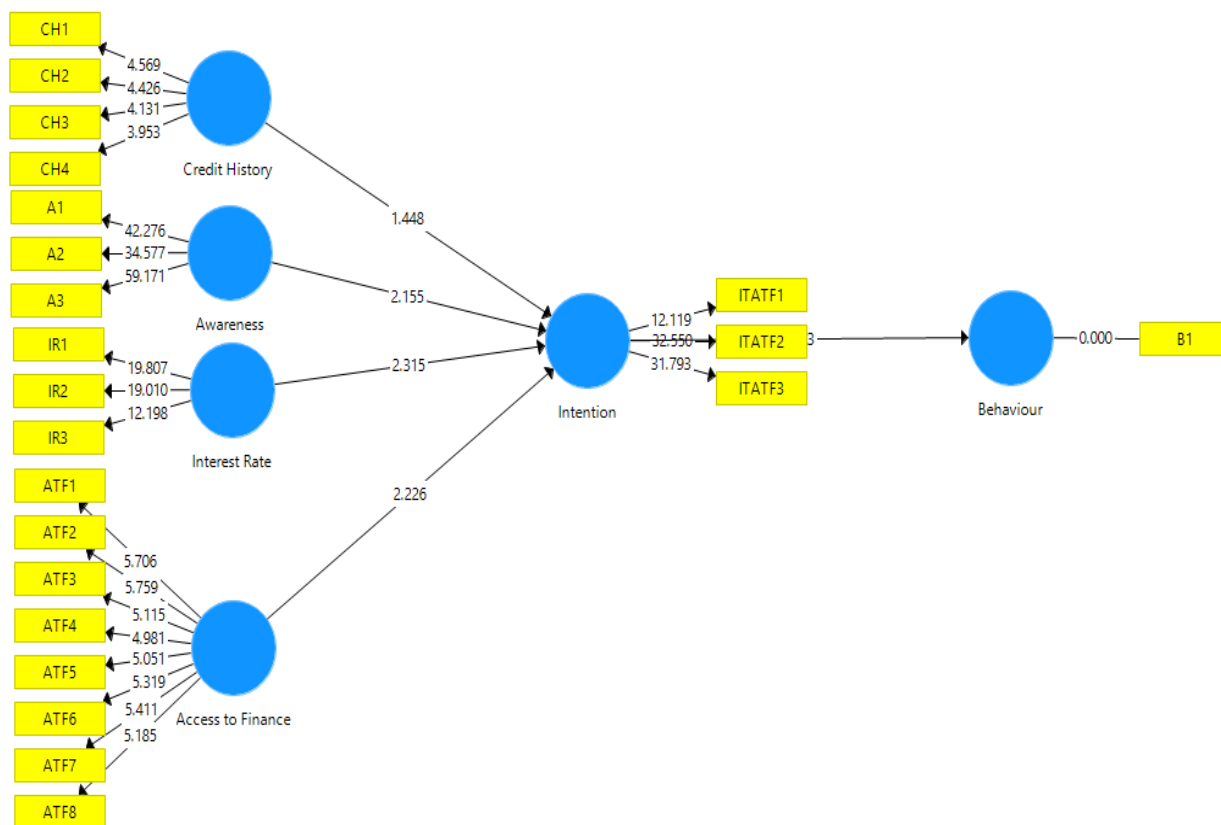 CH1
CH2
CH3
CH4
4.569
4.426
4.131
3.953
Credit History
A1
A2
A3
42.276
34.577
59.171
Awareness
IR1
IR2
IR3
19.807
19.010
12.198
Interest Rate
ATF1
ATF2
ATF3
ATF4
ATF5
ATF6
ATF7
ATF8
5.706
5.759
5.115
4.981
5.051
5.319
5.411
5.185
Access to Finance
1.448
2.155
2.315
2.226
Intention
12.119
32.550
31.793
ITATF1
ITATF2
ITATF3
3
Behaviour
0.000
B1